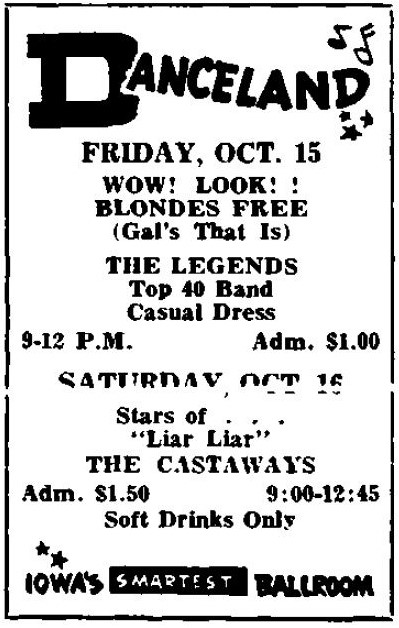 DANCELAND
FRIDAY, OCT. 15
WOW! LOOK! !
BLONDES FREE
(Gal's That Is)
THE LEGENDS
Top 40 Band
Casual Dress
9-12 P.M. Adm. $1.00
SATURDAY, OCT 16
Stars of . . .
"Liar Liar"
THE CASTAWAYS
Adm. $1.50 9:00-12:45
Soft Drinks Only
IOWA'S SMARTEST BALLROOM